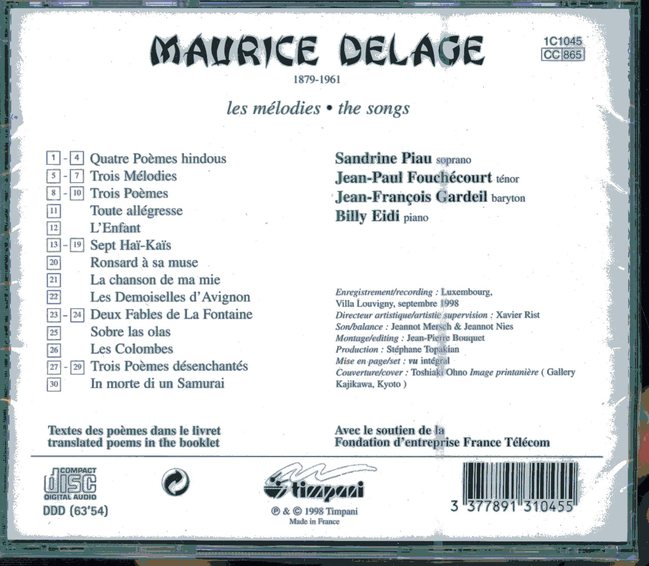 MAURICE DELAGE
1C1045
CC 865
1879-1961
les mélodies • the songs
1 - 4 Quatre Poèmes hindous
5 - 7 Trois Mélodies
8 - 10 Trois Poèmes
11 Toute allégresse
12 L'Enfant
13 - 19 Sept Haï-Kaïs
20 Ronsard à sa muse
21 La chanson de ma mie
22 Les Demoiselles d'Avignon
23 - 24 Deux Fables de La Fontaine
25 Sobre las olas
26 Les Colombes
27 - 29 Trois Poèmes désenchantés
30 In morte di un Samurai
Sandrine Piau soprano
Jean-Paul Fouchécourt ténor
Jean-François Gardeil baryton
Billy Eidi piano
Enregistrement/recording : Luxembourg,
Villa Louvigny, septembre 1998
Directeur artistique/artistic supervision : Xavier Rist
Son/balance : Jeannot Mersch & Jeannot Nies
Montage/editing : Jean-Pierre Bouquet
Production : Stéphane Topakian
Mise en page/set : vu intégral
Couverture/cover : Toshiaki Ohno Image printanière ( Gallery
Kajikawa, Kyoto )
Textes des poèmes dans le livret
translated poems in the booklet
Avec le soutien de la
Fondation d'entreprise France Télécom
COMPACT
disc
DIGITAL AUDIO
DDD (63'54)
timpani
℗ & © 1998 Timpani
Made in France
3 377891 310455